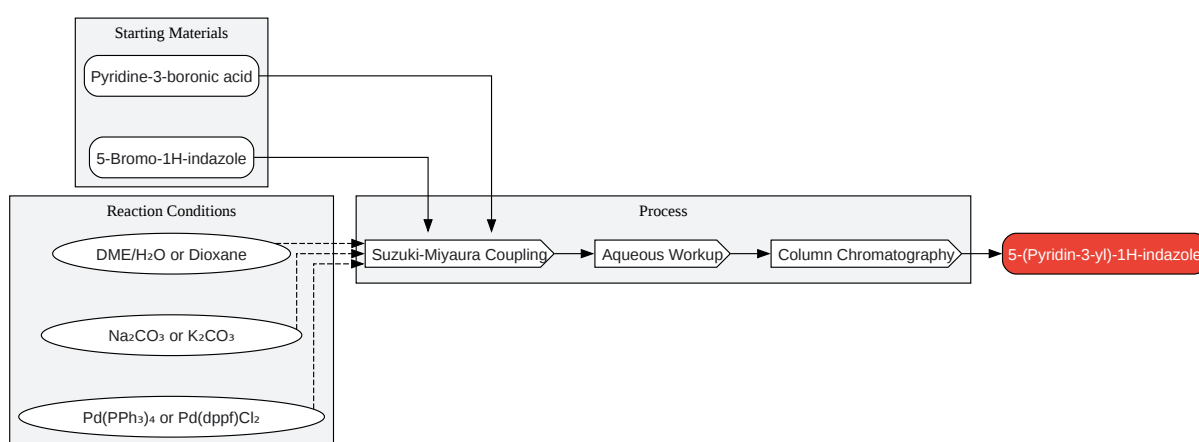 Starting Materials
Pyridine-3-boronic acid
5-Bromo-1H-indazole
Reaction Conditions
DME/H₂O or Dioxane
Na₂CO₃ or K₂CO₃
Pd(PPh₃)₄ or Pd(dppf)Cl₂
Process
Suzuki-Miyaura Coupling
Aqueous Workup
Column Chromatography
5-(Pyridin-3-yl)-1H-indazole